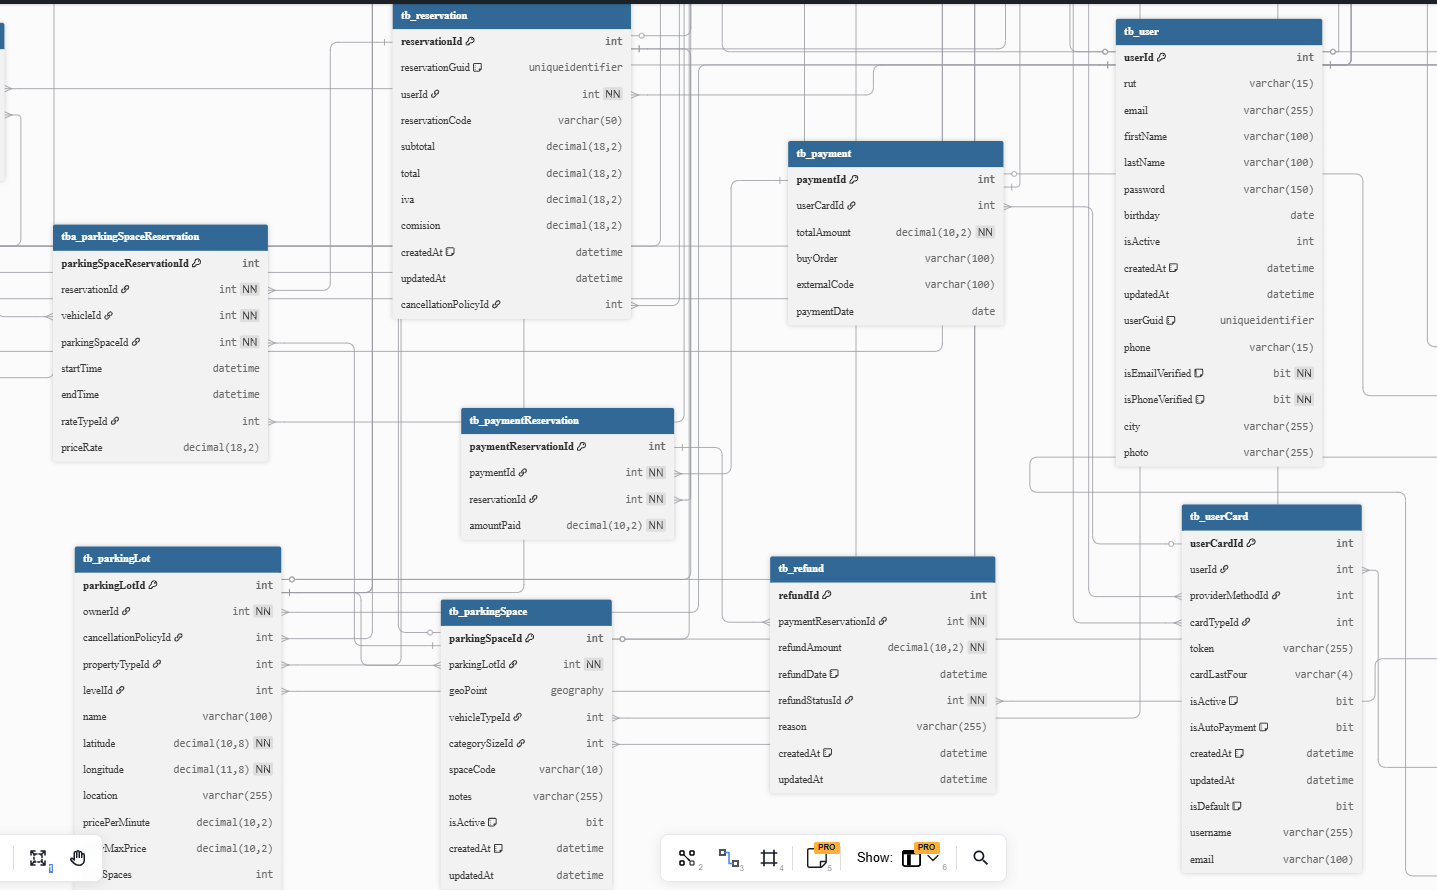 tb_reservation
reservationId int
reservationGuid uniqueidentifier
userId int NN
reservationCode varchar(50)
subtotal decimal(18,2)
total decimal(18,2)
iva decimal(18,2)
comision decimal(18,2)
createdAt datetime
updatedAt datetime
cancellationPolicyId int
tb_user
userId int
rut varchar(15)
email varchar(255)
firstName varchar(100)
lastName varchar(100)
password varchar(150)
birthday date
isActive int
createdAt datetime
updatedAt datetime
userGuid uniqueidentifier
phone varchar(15)
isEmailVerified bit NN
isPhoneVerified bit NN
city varchar(255)
photo varchar(255)
tb_payment
paymentId int
userCardId int
totalAmount decimal(10,2) NN
buyOrder varchar(100)
externalCode varchar(100)
paymentDate date
tba_parkingSpaceReservation
parkingSpaceReservationId int
reservationId int NN
vehicleId int NN
parkingSpaceId int NN
startTime datetime
endTime datetime
rateTypeId int
priceRate decimal(18,2)
tb_paymentReservation
paymentReservationId int
paymentId int NN
reservationId int NN
amountPaid decimal(10,2) NN
tb_userCard
userCardId int
userId int
providerMethodId int
cardTypeId int
token varchar(255)
cardLastFour varchar(4)
isActive bit
isAutoPayment bit
createdAt datetime
updatedAt datetime
isDefault bit
username varchar(255)
email varchar(100)
tb_parkingLot
parkingLotId int
ownerId int NN
cancellationPolicyId int
propertyTypeId int
levelId int
name varchar(100)
latitude decimal(10,8) NN
longitude decimal(11,8) NN
location varchar(255)
pricePerMinute decimal(10,2)
MaxPrice decimal(10,2)
Spaces int
tb_refund
refundId int
paymentReservationId int NN
refundAmount decimal(10,2) NN
refundDate datetime
refundStatusId int NN
reason varchar(255)
createdAt datetime
updatedAt datetime
tb_parkingSpace
parkingSpaceId int
parkingLotId int NN
geoPoint geography
vehicleTypeId int
categorySizeId int
spaceCode varchar(10)
notes varchar(255)
isActive bit
createdAt datetime
updatedAt datetime
2 3 4 PRO 5 Show: PRO 6